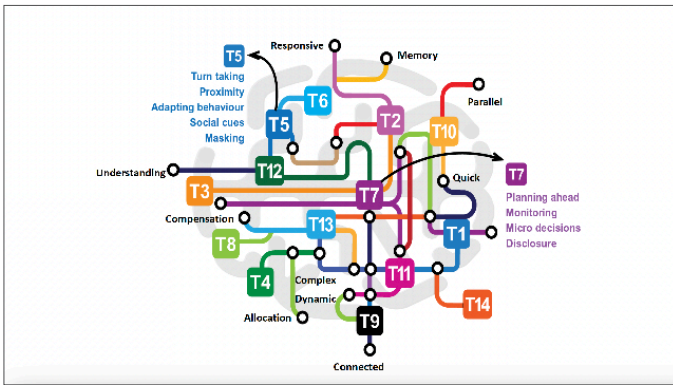 T5
Turn taking
Proximity
Adapting behaviour
Social cues
Masking
Responsive
Memory
Parallel
T6
T5
T2
T10
Understanding
T12
T3
T7
Quick
T7
Planning ahead
Monitoring
Micro decisions
Disclosure
Compensation
T13
T1
T8
T4
Complex
T11
Dynamic
T14
Allocation
T9
Connected